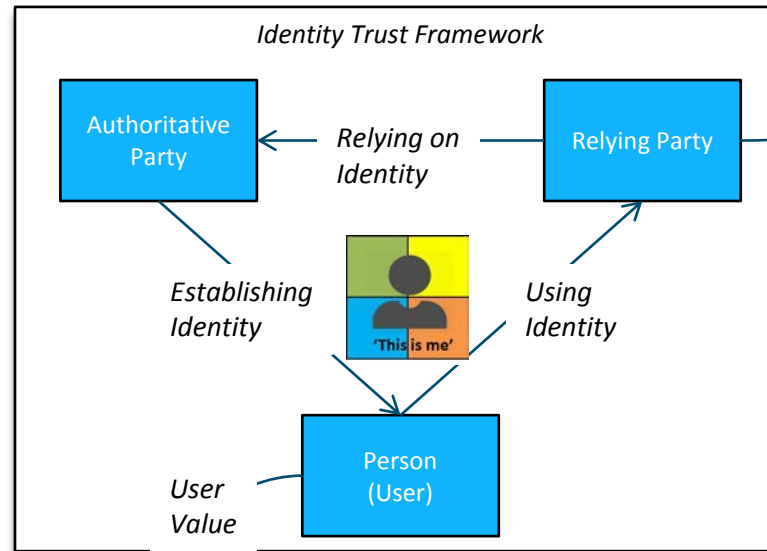 Identity Trust Framework
Authoritative
Party
Relying on
Identity
Relying Party
Establishing
Identity
'This is me'
Using
Identity
Person
(User)
User
Value